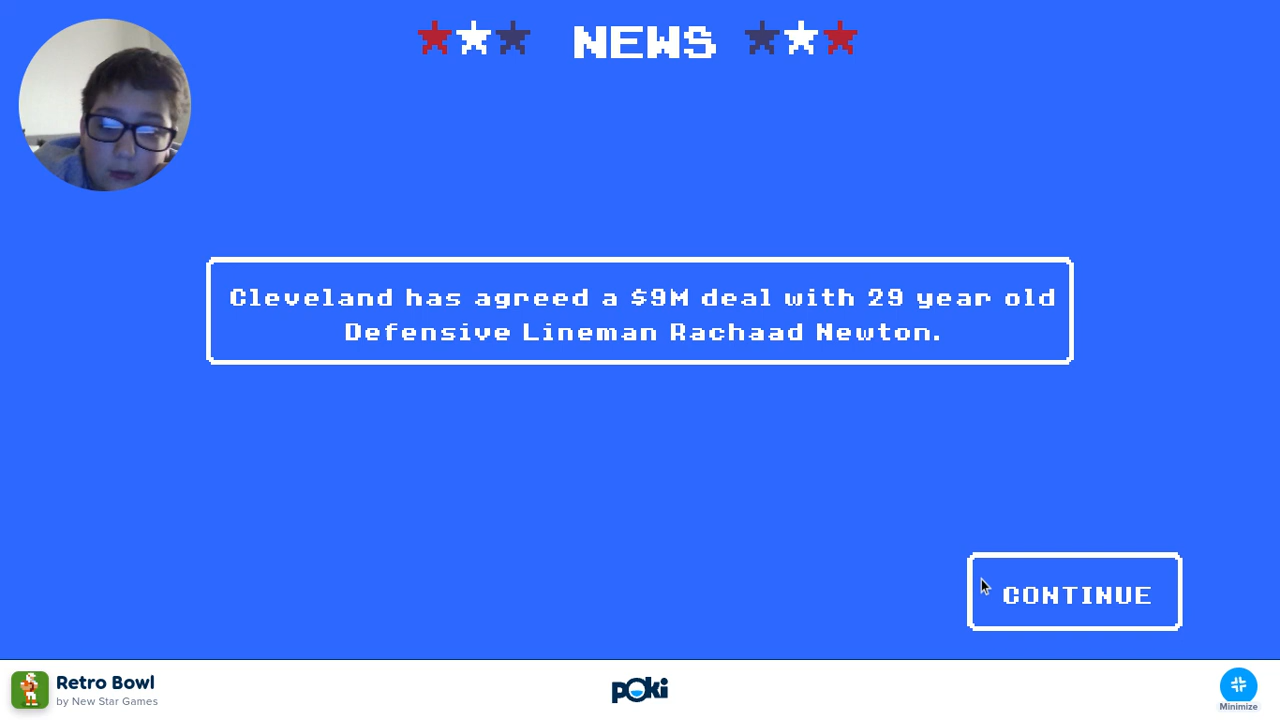 NEWS
Cleveland has agreed a $9M deal with 29 year old
Defensive Lineman Rachaad Newton.
CONTINUE
Retro Bowl
by New Star Games
poki
Minimize